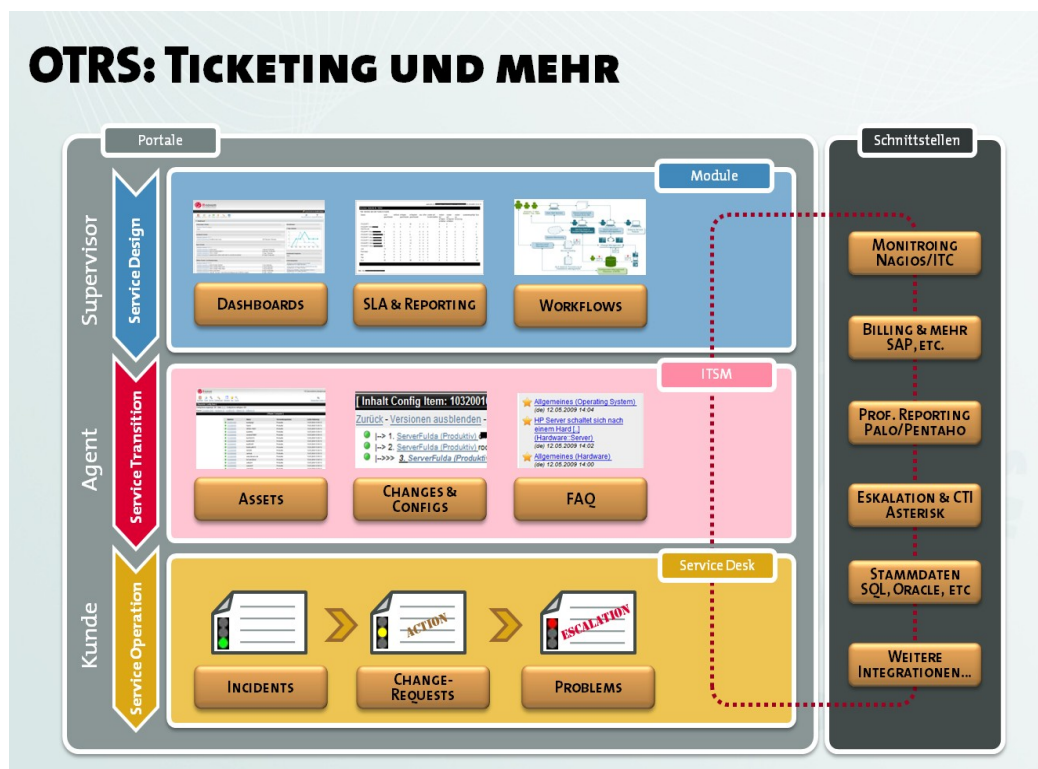 OTRS: TICKETING UND MEHR
Portale
Schnittstellen
Supervisor
Service Design
Module
DASHBOARDS
SLA & REPORTING
WORKFLOWS
MONITROING
NAGIOS/ITC
BILLING & MEHR
SAP, ETC.
Agent
Service Transition
ITSM
[ Inhalt Config Item: 1032001
Zurück - Versionen ausblenden -
|--> 1. ServerFulda (Produktiv)
|--> 2. ServerFulda (Produktiv) roo
|-->>> 3. ServerFulda (Produktiv
Allgemeines (Operating System)
(de) 12.05.2009 14:04
HP Server schaltet sich nach
einem Hard [..]
(Hardware::Server)
(de) 12.05.2009 14:02
Allgemeines (Hardware)
(de) 12.05.2009 14:00
ASSETS
CHANGES &
CONFIGS
FAQ
PROF. REPORTING
PALO/PENTAHO
ESKALATION & CTI
ASTERISK
Kunde
Service Operation
Service Desk
ACTION
ESCALATION
INCIDENTS
CHANGE-
REQUESTS
PROBLEMS
STAMMDATEN
SQL, ORACLE, ETC
WEITERE
INTEGRATIONEN...